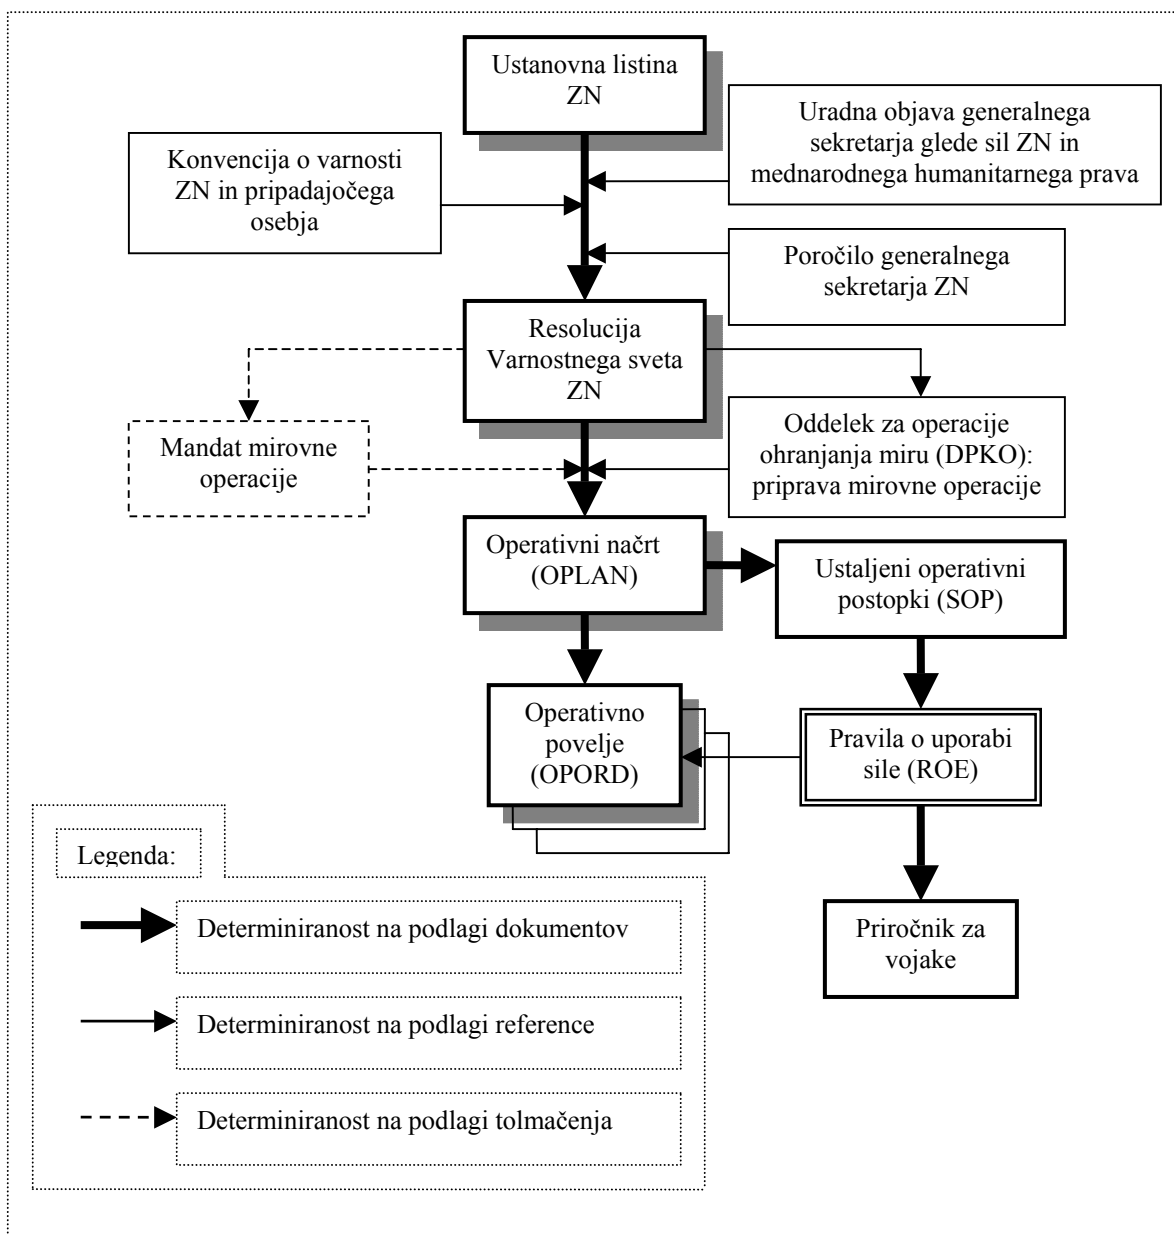 Ustanovna listina
ZN
Uradna objava generalnega
sekretarja glede sil ZN in
mednarodnega humanitarnega prava
Konvencija o varnosti
ZN in pripadajočega
osebja
Poročilo generalnega
sekretarja ZN
Resolucija
Varnostnega sveta
ZN
Mandat mirovne
operacije
Oddelek za operacije
ohranjanja miru (DPKO):
priprava mirovne operacije
Operativni načrt
(OPLAN)
Ustaljeni operativni
postopki (SOP)
Operativno
povelje
(OPORD)
Pravila o uporabi
sile (ROE)
Priročnik za
vojake
Legenda:
Determiniranost na podlagi dokumentov
Determiniranost na podlagi reference
Determiniranost na podlagi tolmačenja